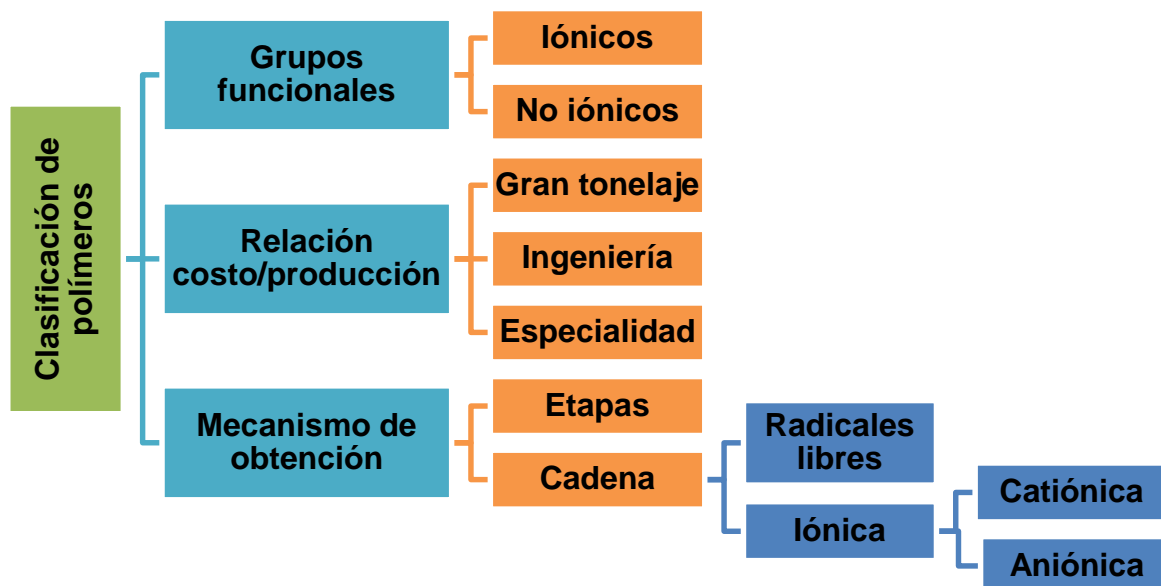 Clasificación de
polímeros
Grupos
funcionales
Iónicos
No iónicos
Relación
costo/producción
Gran tonelaje
Ingeniería
Especialidad
Mecanismo de
obtención
Etapas
Cadena
Radicales
libres
Iónica
Catiónica
Aniónica